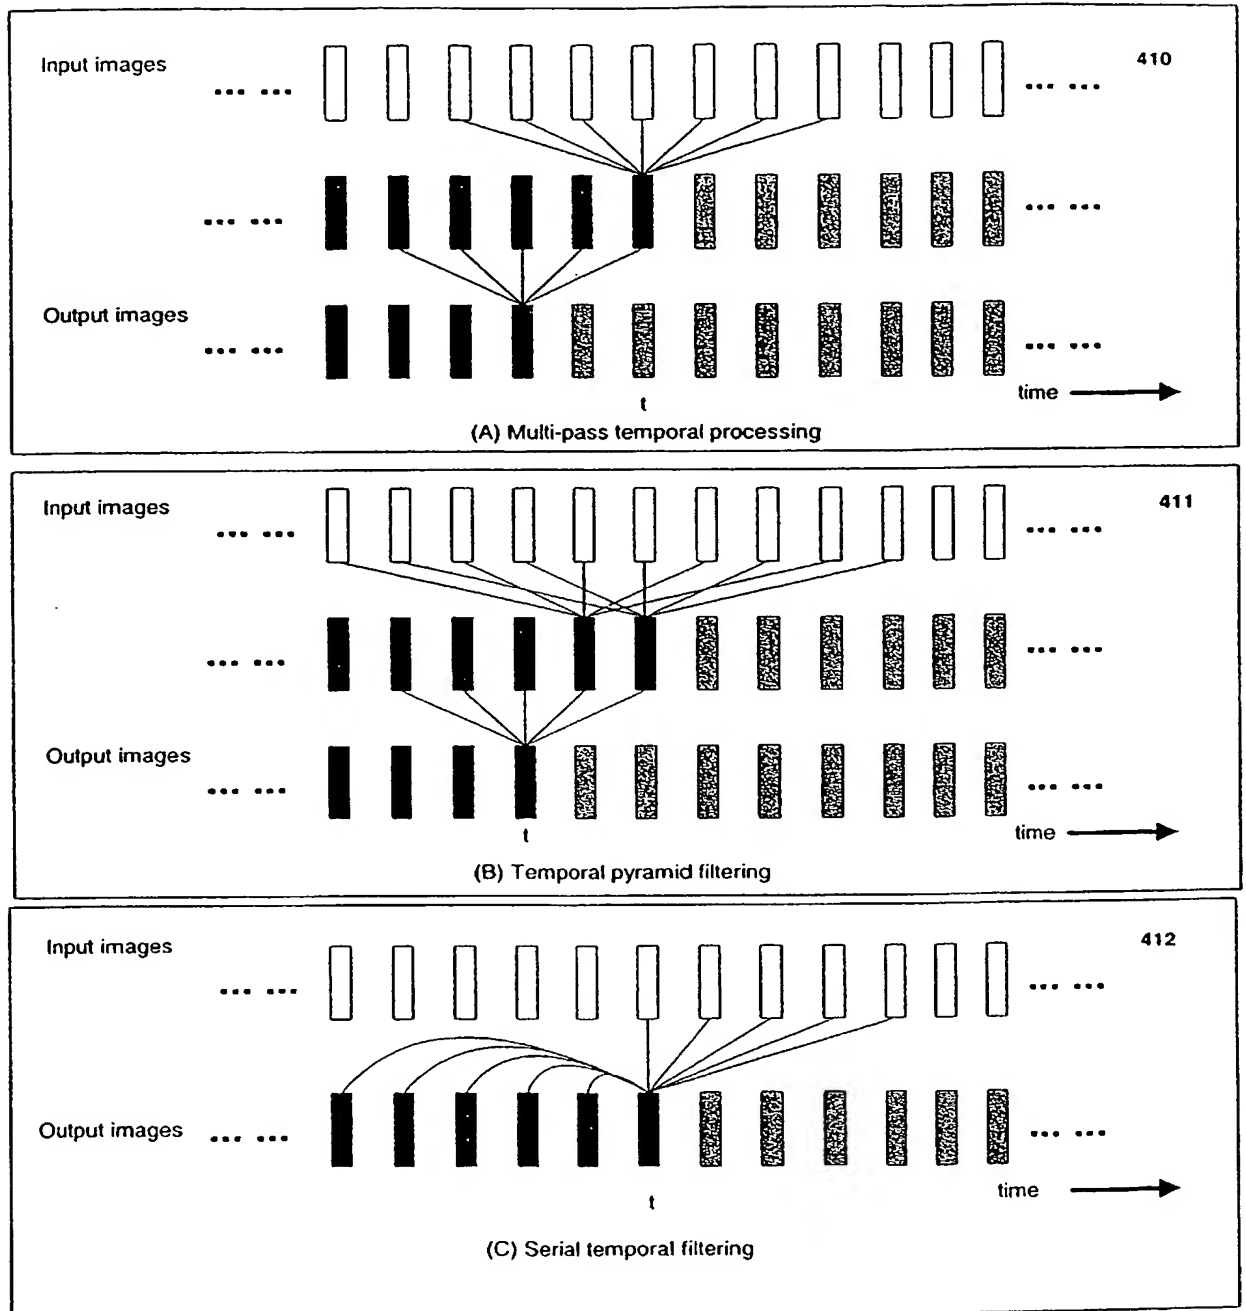 Input images
410
Output images
time
t
(A) Multi-pass temporal processing
Input images
411
Output images
time
t
(B) Temporal pyramid filtering
Input images
412
Output images
time
t
(C) Serial temporal filtering